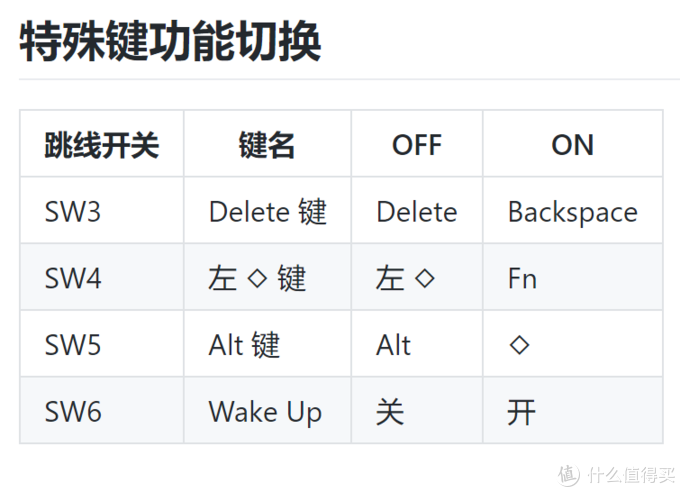 特殊键功能切换
跳线开关 键名 OFF ON
SW3 Delete 键 Delete Backspace
SW4 左 ◇ 键 左 ◇ Fn
SW5 Alt 键 Alt ◇
SW6 Wake Up 关 开
值 什么值得买